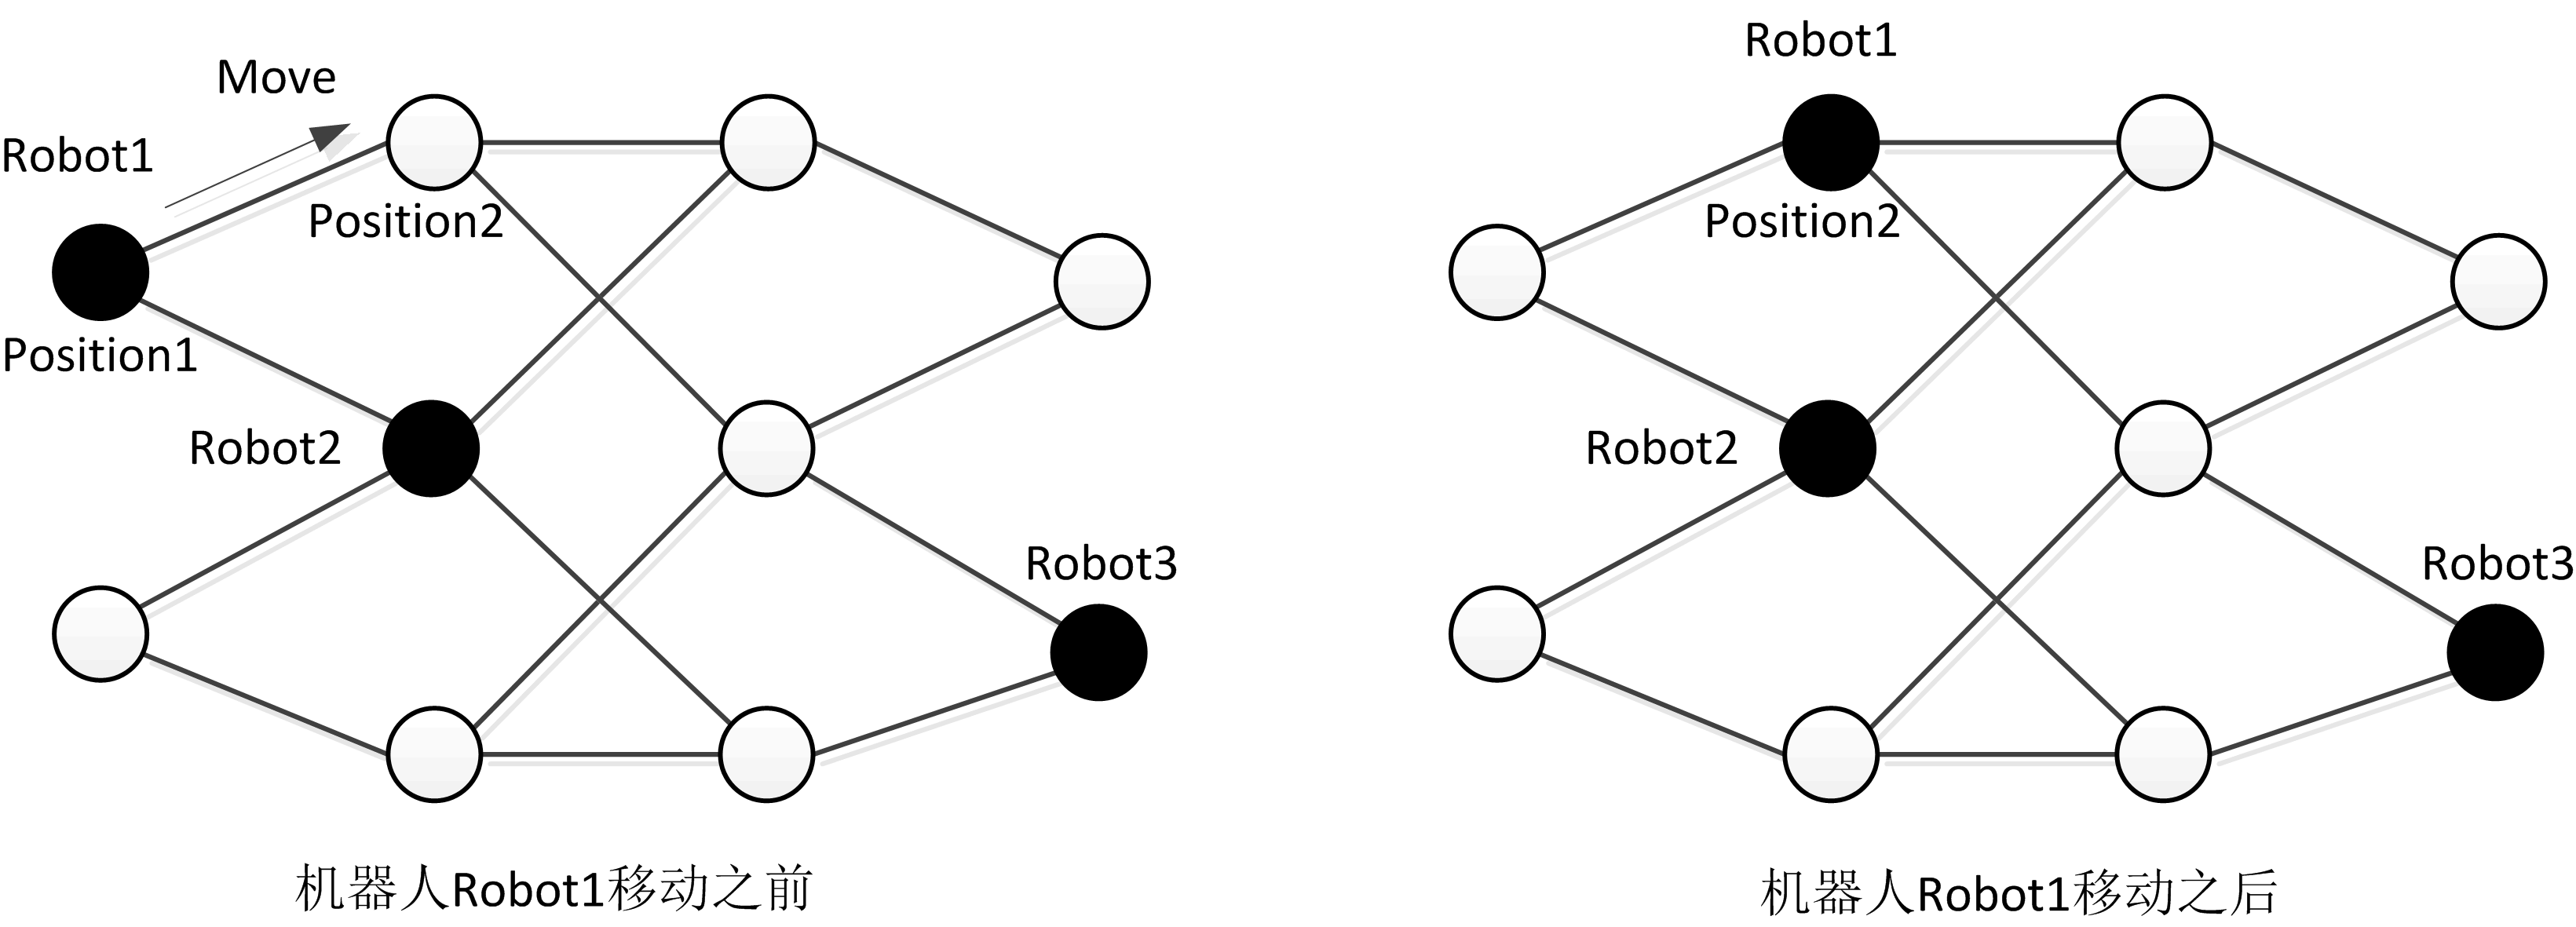 Move
Robot1
Position2
Position1
Robot2
Robot3
机器人Robot1移动之前
Robot1
Position2
Robot2
Robot3
机器人Robot1移动之后